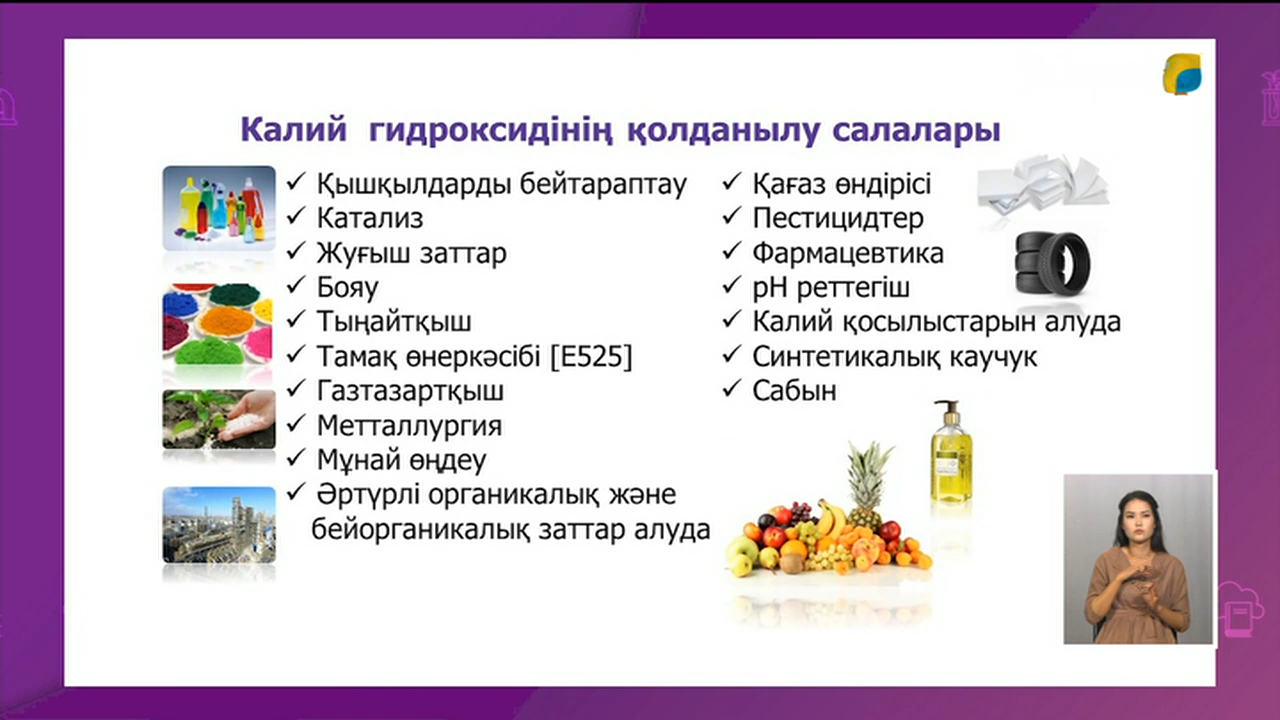 Калий гидроксидінің қолданылу салалары
Қышқылдарды бейтараптау
Катализ
Жуғыш заттар
Бояу
Тыңайтқыш
Тамақ өнеркәсібі [E525]
Газтазартқыш
Метталлургия
Мұнай өңдеу
Әртүрлі органикалық және
бейорганикалық заттар алуда
Қағаз өндірісі
Пестицидтер
Фармацевтика
pH реттегіш
Калий қосылыстарын алуда
Синтетикалық каучук
Сабын